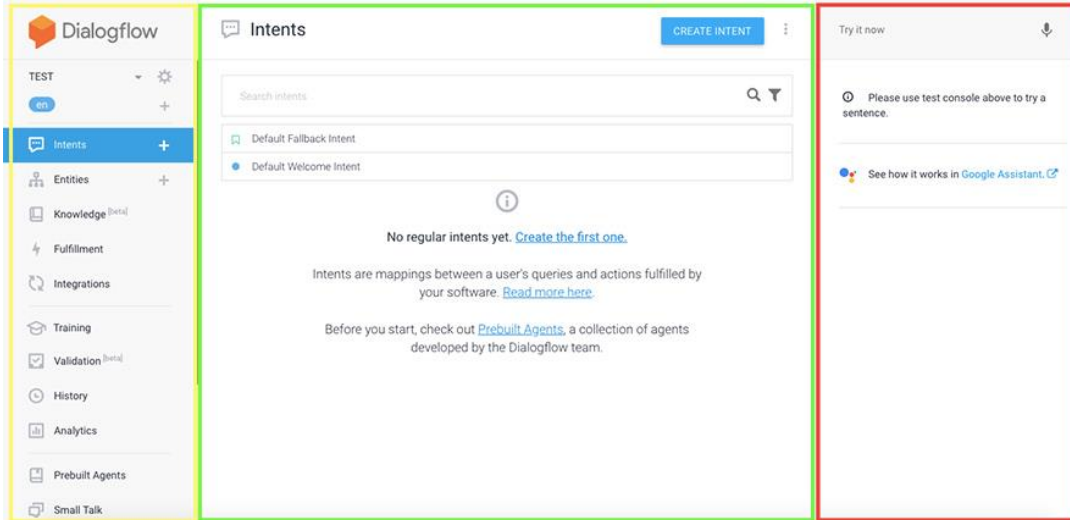 Dialogflow
TEST
en
Intents
Entities
Knowledge [beta]
Fulfillment
Integrations
Training
Validation [beta]
History
Analytics
Prebuilt Agents
Small Talk
Intents
CREATE INTENT
Search intents
Default Fallback Intent
Default Welcome Intent
No regular intents yet. Create the first one.
Intents are mappings between a user's queries and actions fulfilled by
your software. Read more here.
Before you start, check out Prebuilt Agents, a collection of agents
developed by the Dialogflow team.
Try it now
Please use test console above to try a
sentence.
See how it works in Google Assistant.